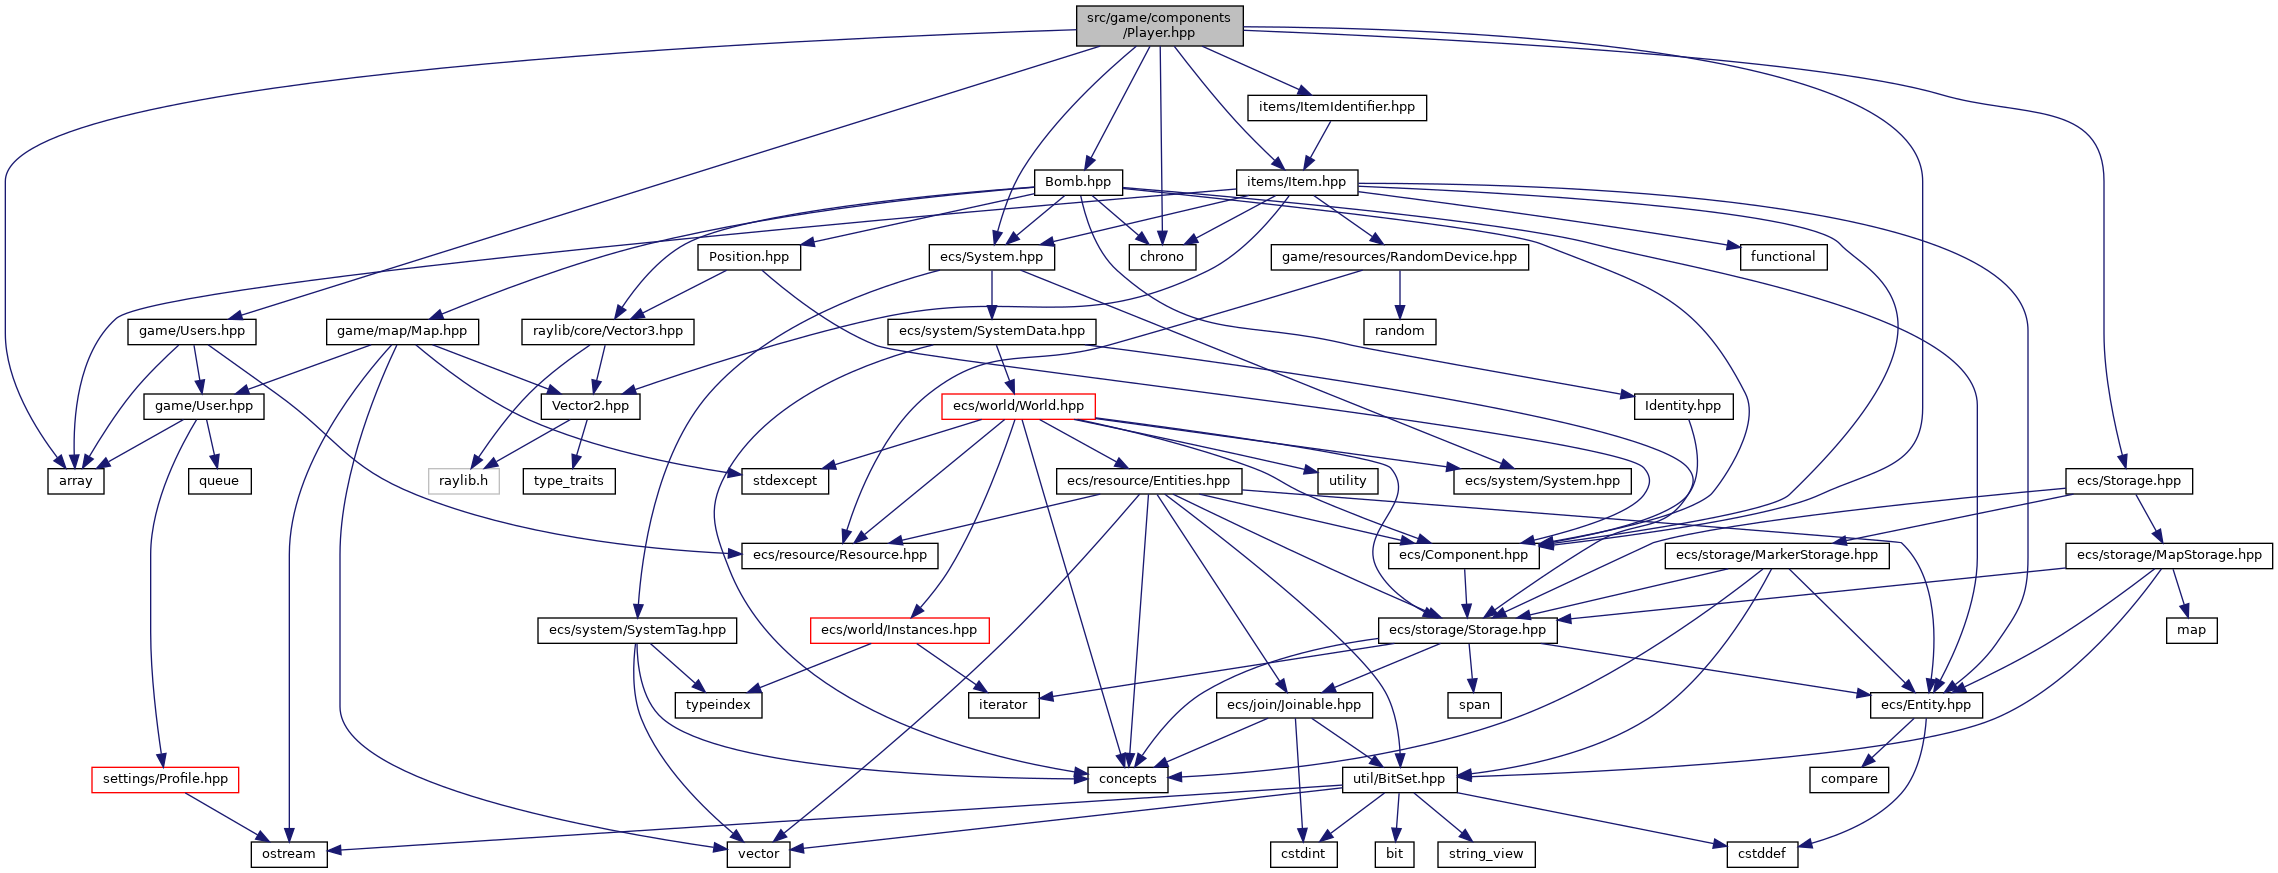 src/game/components
/Player.hpp
items/ItemIdentifier.hpp
Bomb.hpp
items/Item.hpp
Position.hpp
ecs/System.hpp
chrono
game/resources/RandomDevice.hpp
functional
game/Users.hpp
game/map/Map.hpp
raylib/core/Vector3.hpp
ecs/system/SystemData.hpp
random
game/User.hpp
Vector2.hpp
ecs/world/World.hpp
Identity.hpp
array
queue
raylib.h
type_traits
stdexcept
ecs/resource/Entities.hpp
utility
ecs/system/System.hpp
ecs/Storage.hpp
ecs/resource/Resource.hpp
ecs/Component.hpp
ecs/storage/MarkerStorage.hpp
ecs/storage/MapStorage.hpp
ecs/system/SystemTag.hpp
ecs/world/Instances.hpp
ecs/storage/Storage.hpp
map
typeindex
iterator
ecs/join/Joinable.hpp
span
ecs/Entity.hpp
settings/Profile.hpp
concepts
util/BitSet.hpp
compare
ostream
vector
cstdint
bit
string_view
cstddef